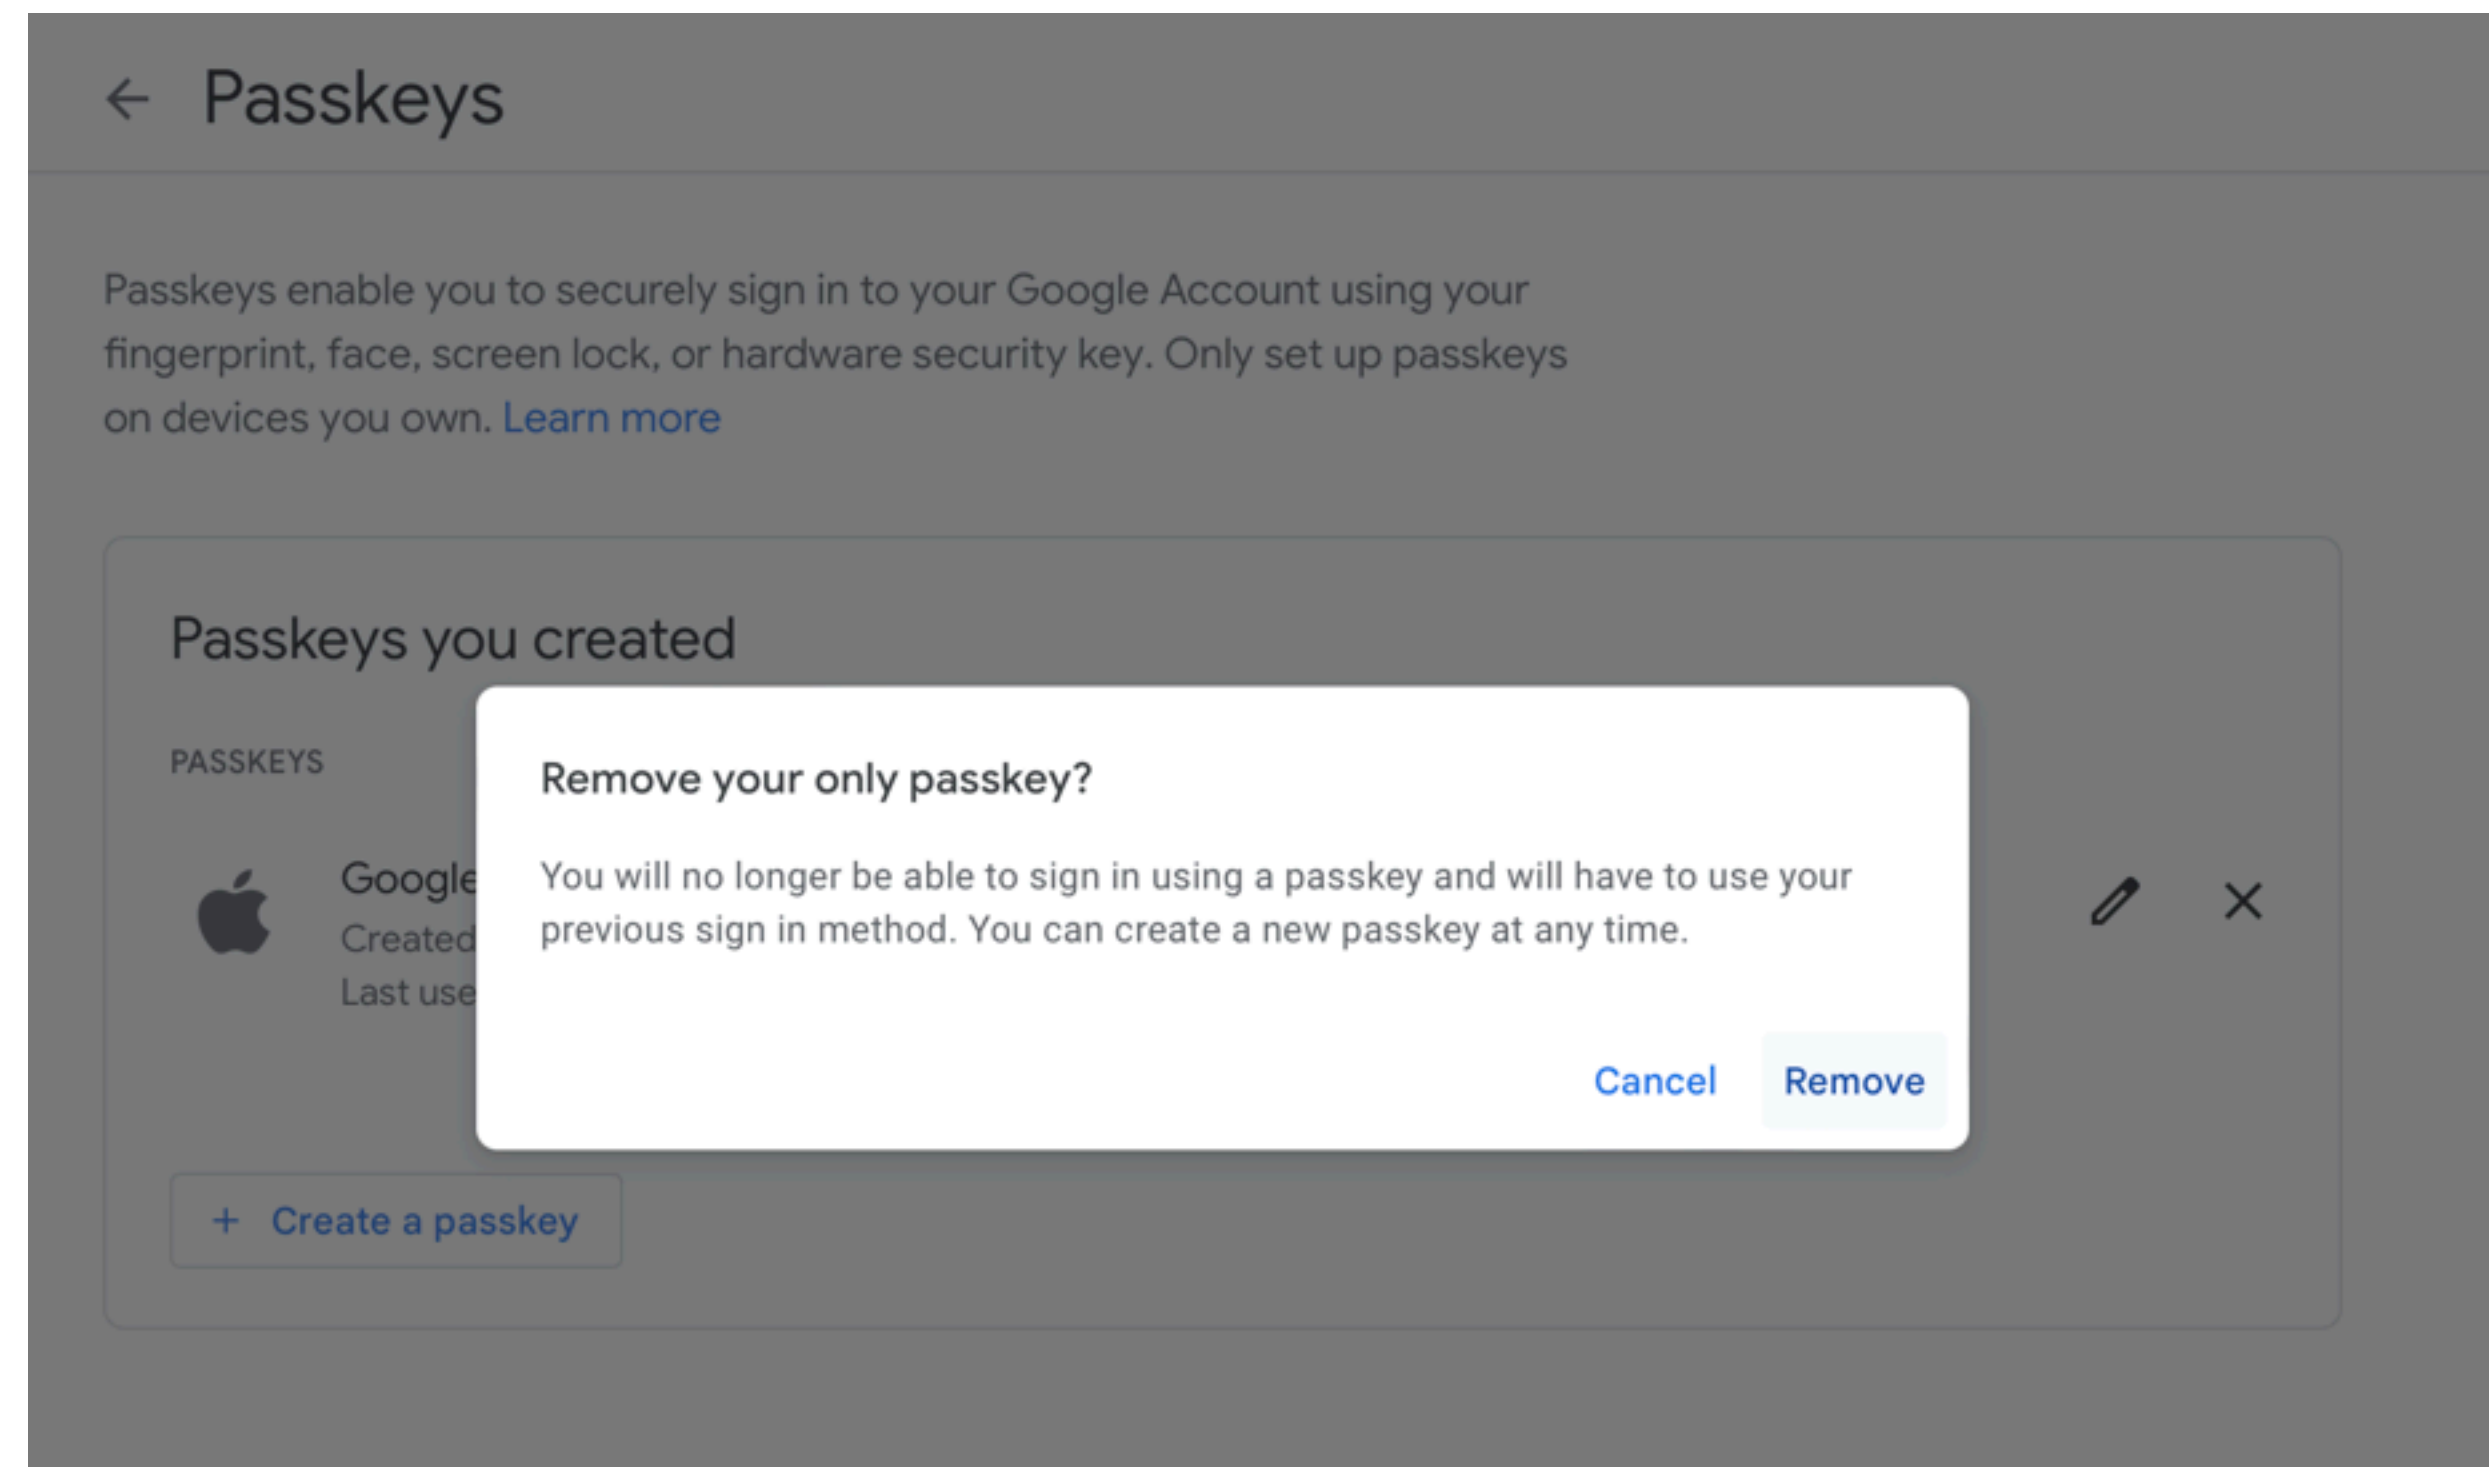 Passkeys
Passkeys enable you to securely sign in to your Google Account using your
fingerprint, face, screen lock, or hardware security key. Only set up passkeys
on devices you own. Learn more
Passkeys you created
PASSKEYS
Google
Created
Last use
Remove your only passkey?
You will no longer be able to sign in using a passkey and will have to use your
previous sign in method. You can create a new passkey at any time.
Cancel Remove
+ Create a passkey